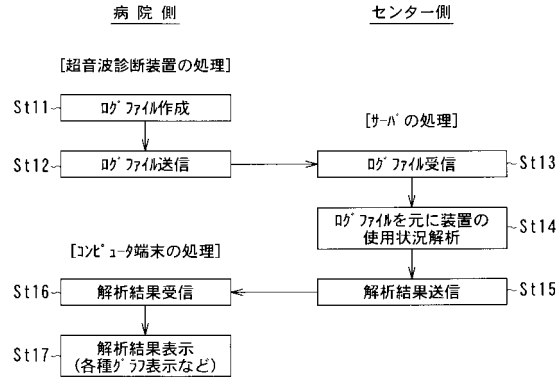 病 院 側
センター側
[超音波診断装置の処理]
St11
ﾛｸﾞﾌｧｲﾙ作成
[ｻｰﾊﾞの処理]
St12
ﾛｸﾞﾌｧｲﾙ送信
ﾛｸﾞﾌｧｲﾙ受信
St13
ﾛｸﾞﾌｧｲﾙを元に装置の
使用状況解析
St14
[ｺﾝﾋﾟｭｰﾀ端末の処理]
St16
解析結果受信
解析結果送信
St15
St17
解析結果表示
(各種ｸﾞﾗﾌ表示など)